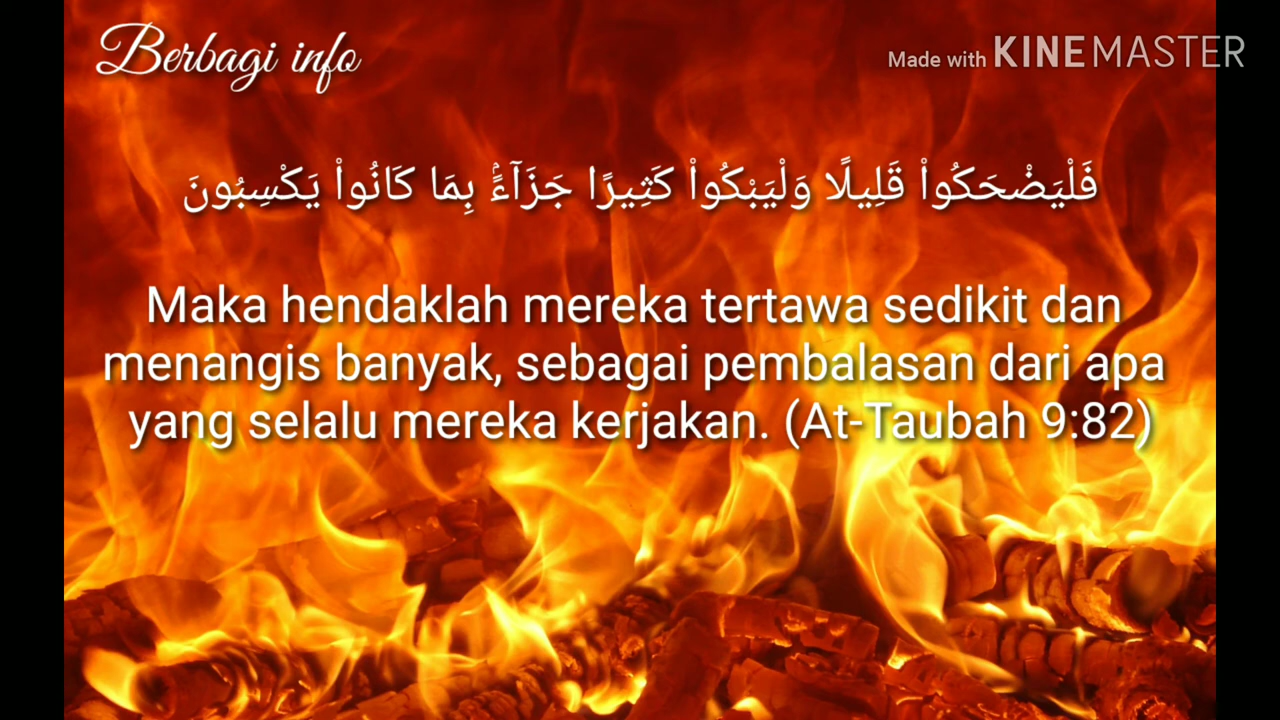 Berbagi info
Made with KINEMASTER
فَلْيَضْحَكُوا۟ قَلِيلًا وَلْيَبْكُوا۟ كَثِيرًا جَزَآءًۢ بِمَا كَانُوا۟ يَكْسِبُونَ
Maka hendaklah mereka tertawa sedikit dan
menangis banyak, sebagai pembalasan dari apa
yang selalu mereka kerjakan. (At-Taubah 9:82)